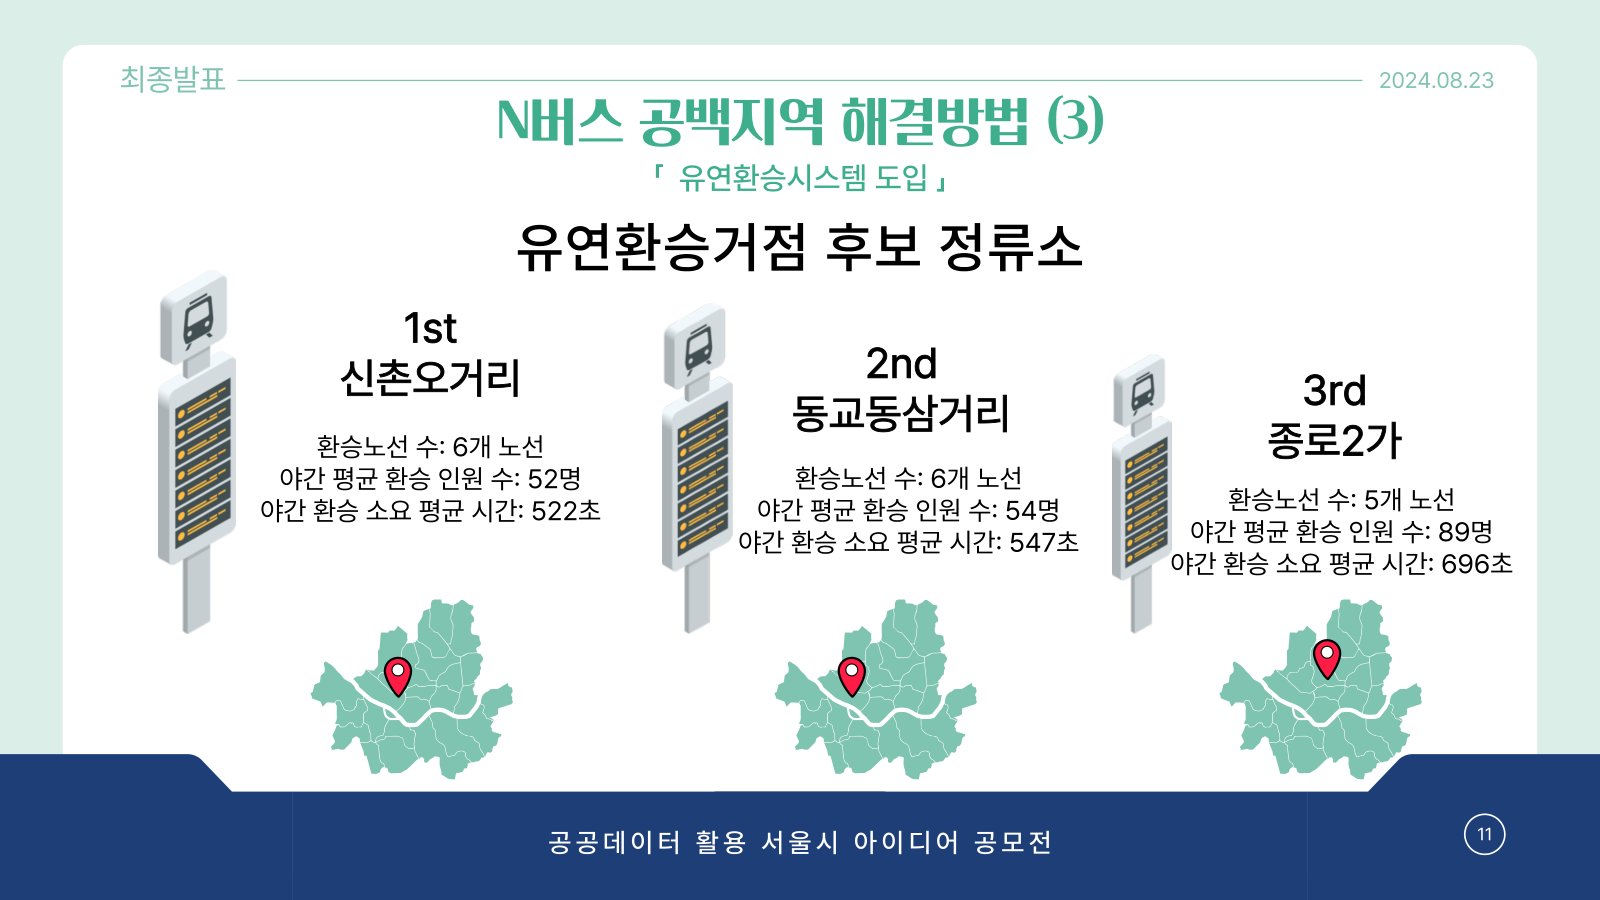 최종발표
2024.08.23
N버스 공백지역 해결방법 (3)
「 유연환승시스템 도입 」
유연환승거점 후보 정류소
1st
신촌오거리
환승노선 수: 6개 노선
야간 평균 환승 인원 수: 52명
야간 환승 소요 평균 시간: 522초
2nd
동교동삼거리
환승노선 수: 6개 노선
야간 평균 환승 인원 수: 54명
야간 환승 소요 평균 시간: 547초
3rd
종로2가
환승노선 수: 5개 노선
야간 평균 환승 인원 수: 89명
야간 환승 소요 평균 시간: 696초
공공데이터 활용 서울시 아이디어 공모전
11